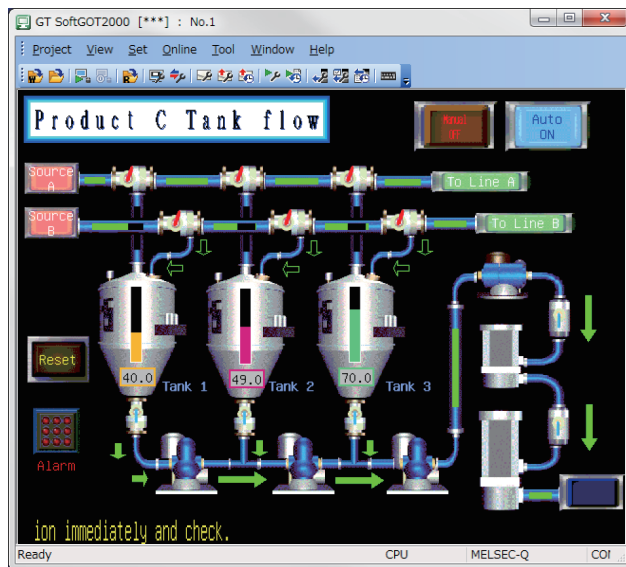 GT SoftGOT2000 [***] : No.1
Project View Set Online Tool Window Help
Product C Tank flow
Manual OFF
Auto ON
Source A
To Line A
Source B
To Line B
Reset
40.0 Tank 1
49.0 Tank 2
70.0 Tank 3
Alarm
ion immediately and check.
Ready CPU MELSEC-Q